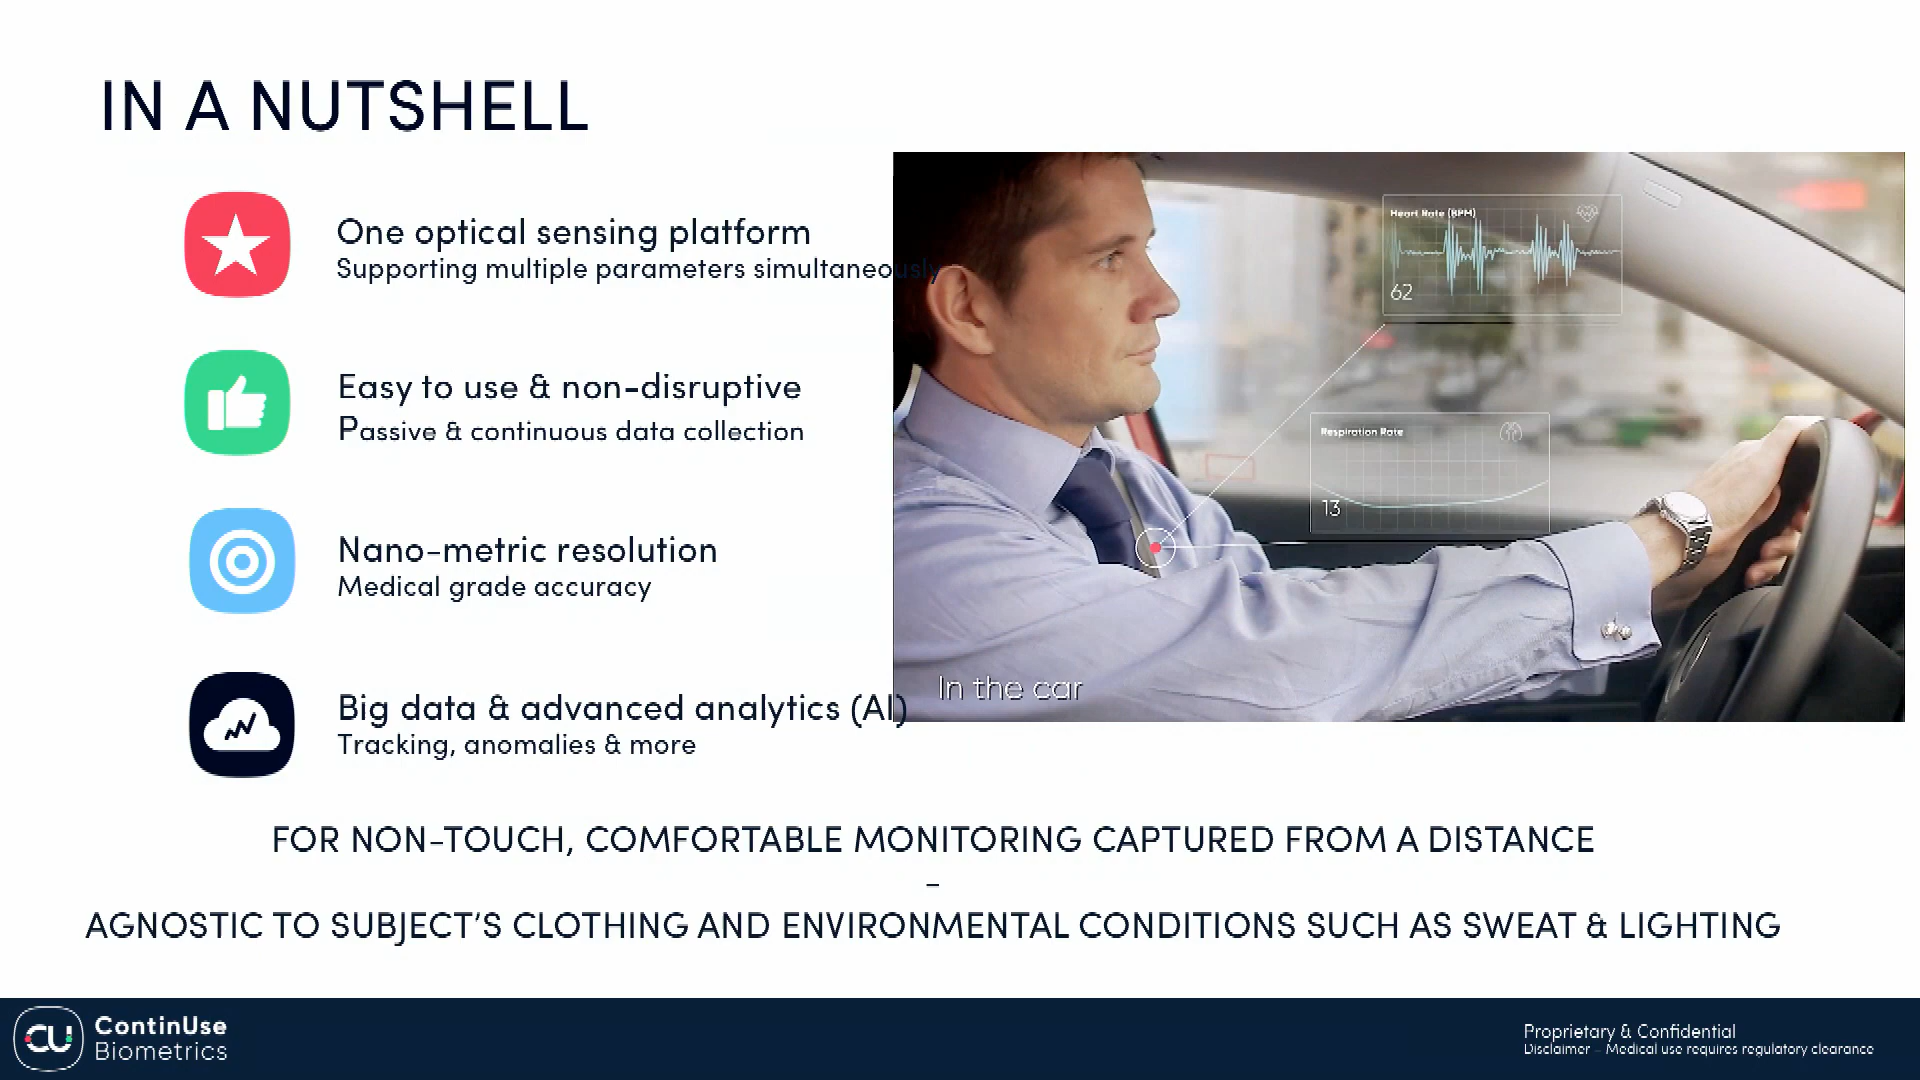 IN A NUTSHELL
One optical sensing platform
Supporting multiple parameters simultaneously
Easy to use & non-disruptive
Passive & continuous data collection
Nano-metric resolution
Medical grade accuracy
Big data & advanced analytics (AI)
Tracking, anomalies & more
Heart Rate (BPM)
62
Respiration Rate
13
In the car
FOR NON-TOUCH, COMFORTABLE MONITORING CAPTURED FROM A DISTANCE
–
AGNOSTIC TO SUBJECT'S CLOTHING AND ENVIRONMENTAL CONDITIONS SUCH AS SWEAT & LIGHTING
CU
ContinUse
Biometrics
Proprietary & Confidential
Disclaimer – Medical use requires regulatory clearance